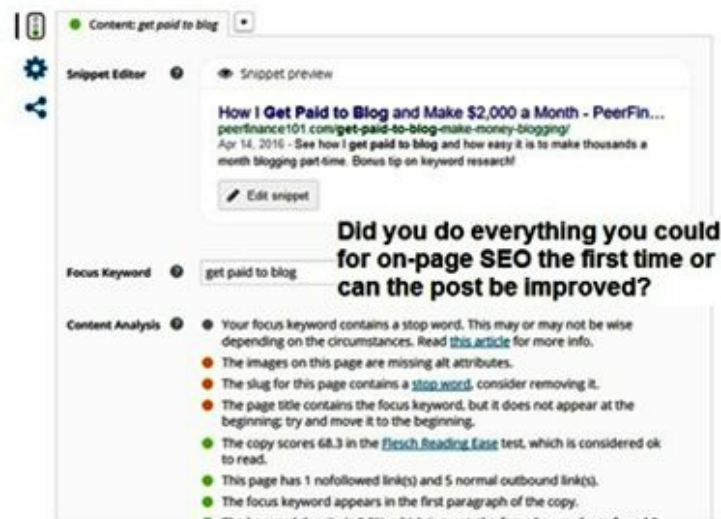 Content: get paid to blog
Snippet Editor
Snippet preview
How I Get Paid to Blog and Make $2,000 a Month - PeerFin...
peerfinance101.com/get-paid-to-blog-make-money-blogging/
Apr 14, 2016 - See how I get paid to blog and how easy it is to make thousands a
month blogging part-time. Bonus tip on keyword research!
Edit snippet
Did you do everything you could
for on-page SEO the first time or
can the post be improved?
Focus Keyword
get paid to blog
Content Analysis
Your focus keyword contains a stop word. This may or may not be wise
depending on the circumstances. Read this article for more info.
The images on this page are missing alt attributes.
The slug for this page contains a stop word, consider removing it.
The page title contains the focus keyword, but it does not appear at the
beginning; try and move it to the beginning.
The copy scores 68.3 in the Flesch Reading Ease test, which is considered ok
to read.
This page has 1 nofollowed link(s) and 5 normal outbound link(s).
The focus keyword appears in the first paragraph of the copy.